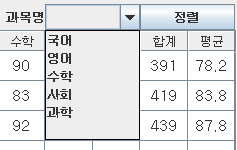 과목명 정렬
수학 합계 평균
국어
영어
수학
사회
과학
90 391 78,2
83 419 83,8
92 439 87,8